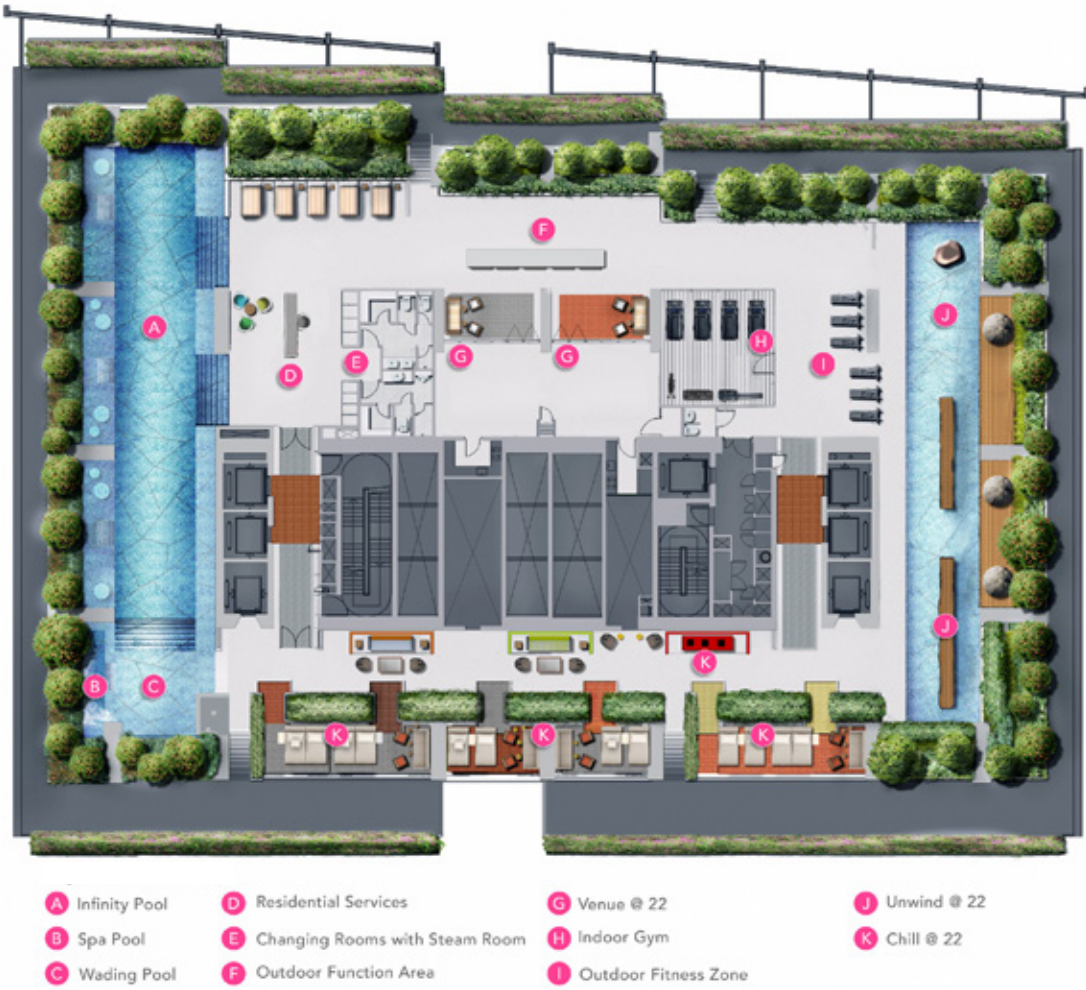 F
A
J
G
G
H
I
D
E
J
K
B
C
K
K
K
A Infinity Pool
B Spa Pool
C Wading Pool
D Residential Services
E Changing Rooms with Steam Room
F Outdoor Function Area
G Venue @ 22
H Indoor Gym
I Outdoor Fitness Zone
J Unwind @ 22
K Chill @ 22